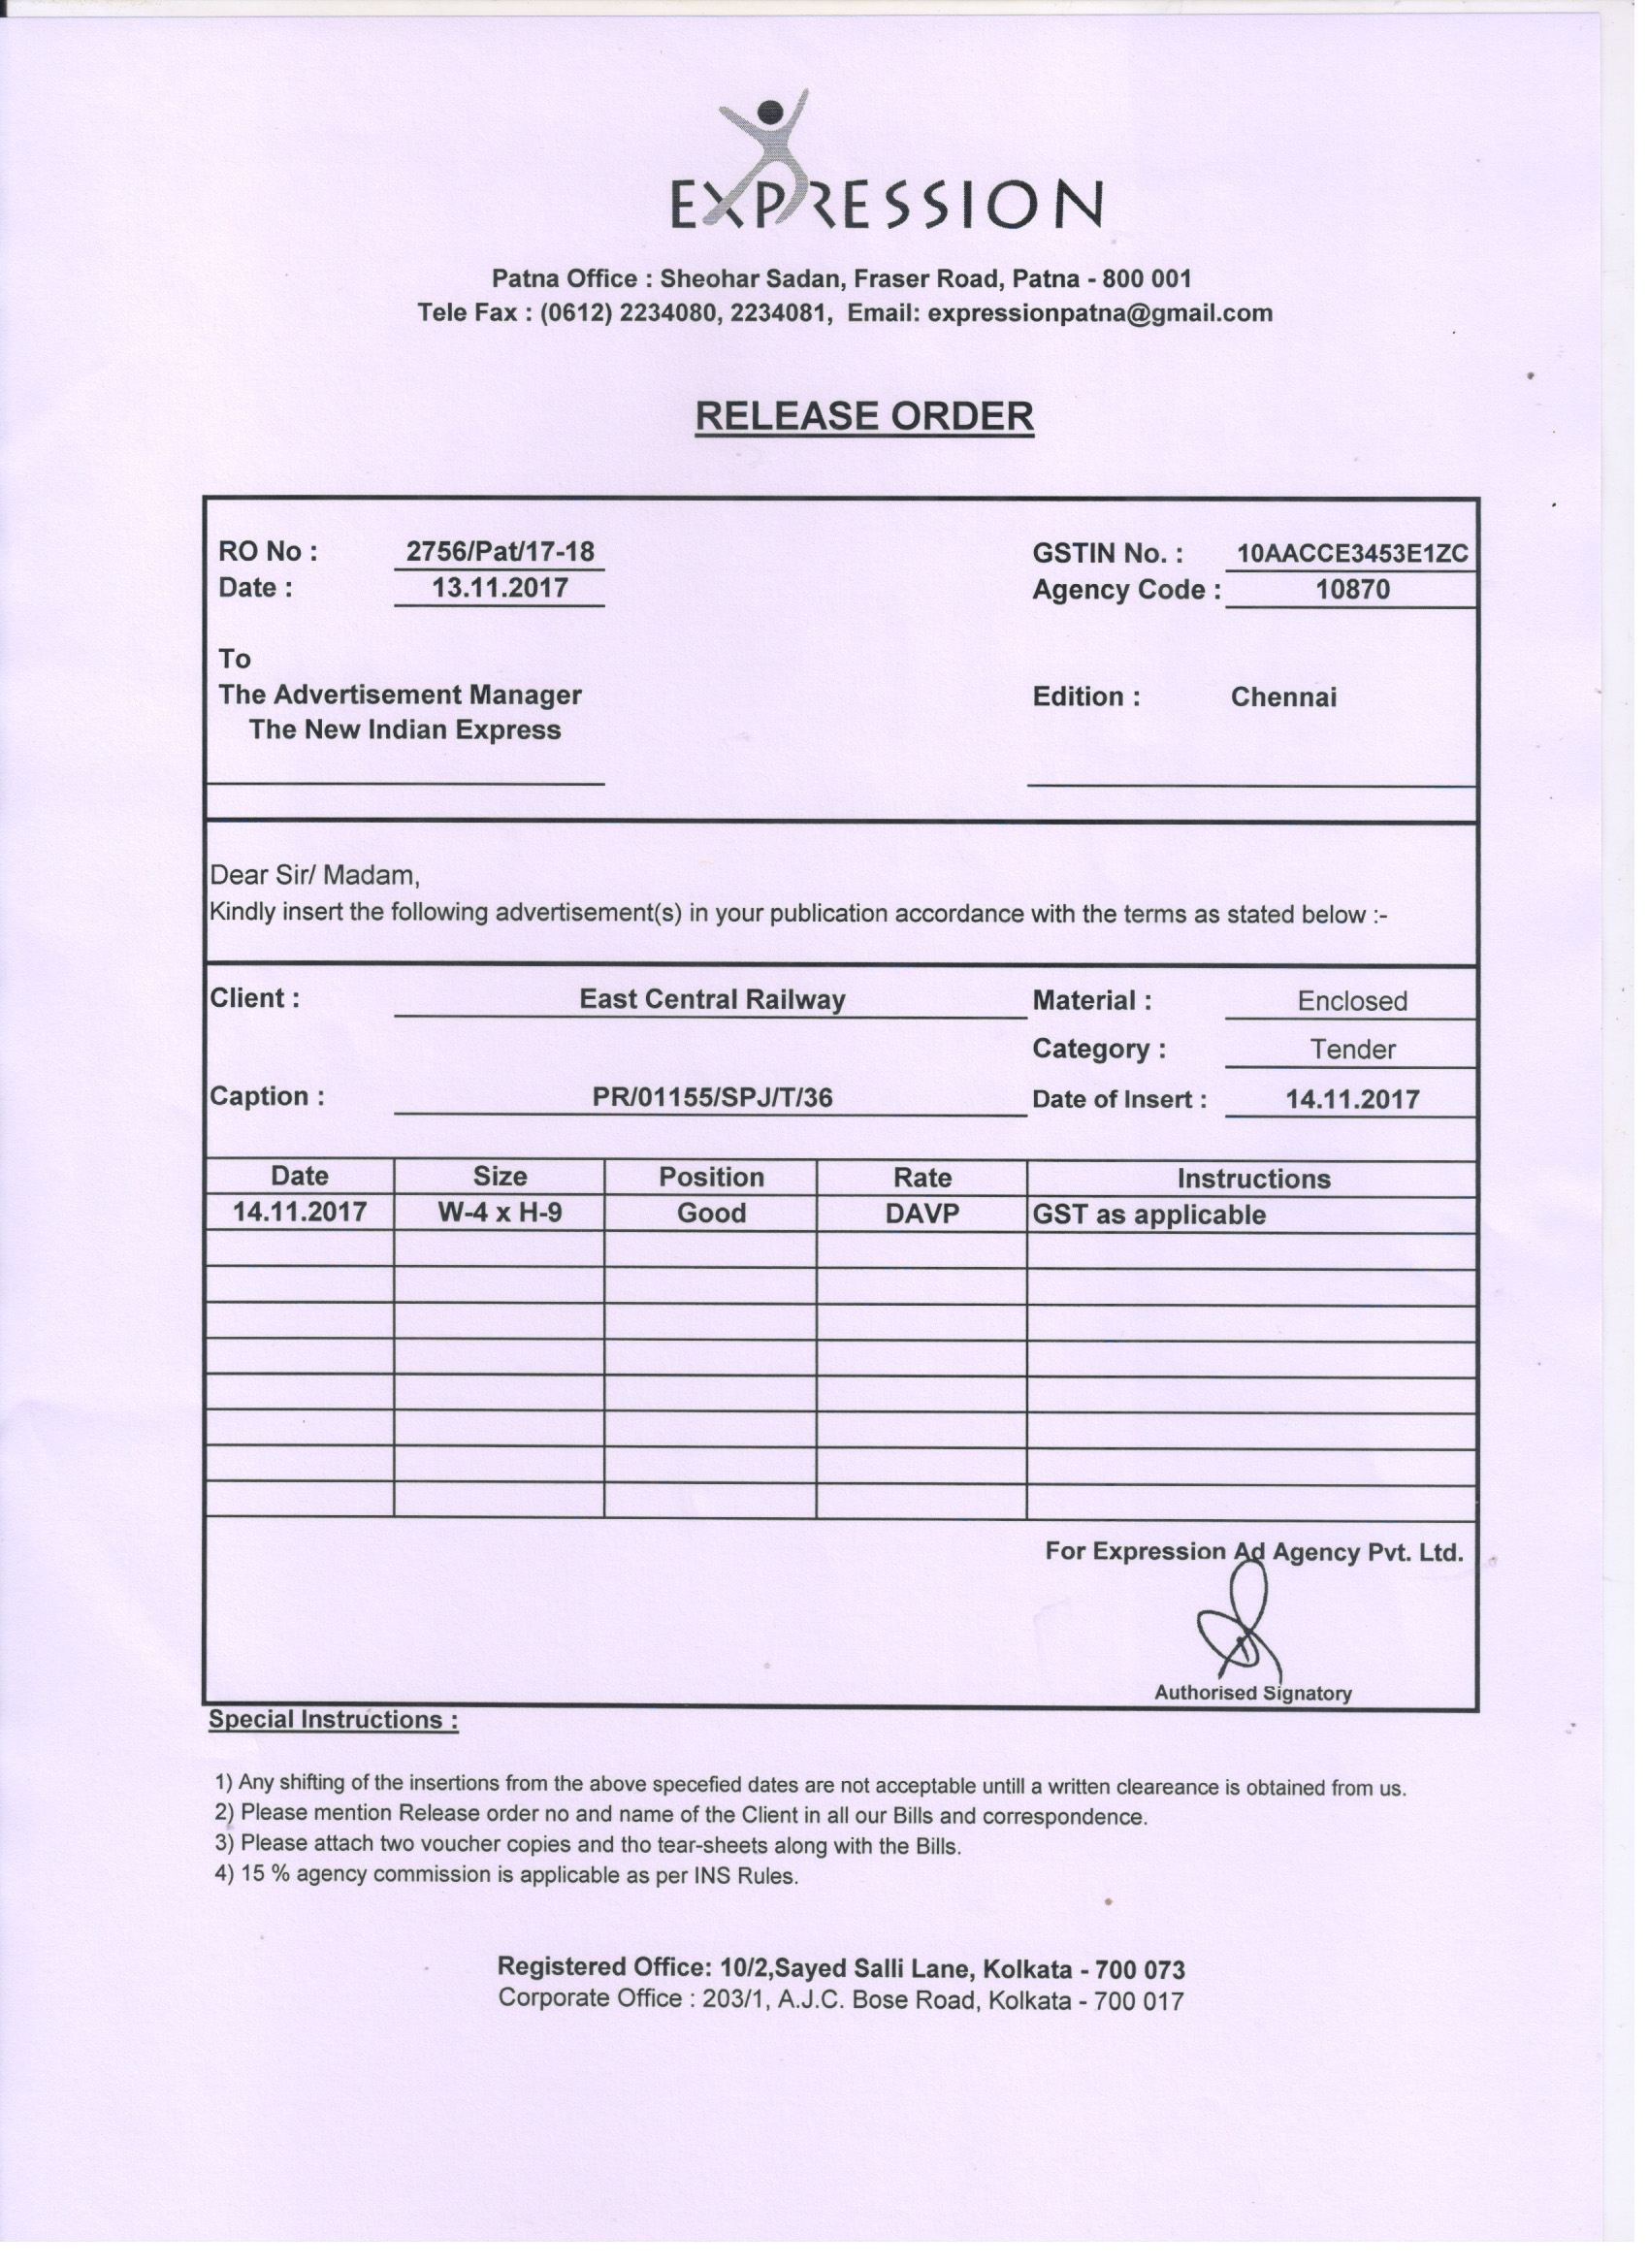 EXPRESSION
Patna Office : Sheohar Sadan, Fraser Road, Patna - 800 001
Tele Fax : (0612) 2234080, 2234081, Email: expressionpatna@gmail.com
RELEASE ORDER
RO No : 2756/Pat/17-18 GSTIN No. : 10AACCE3453E1ZC
Date : 13.11.2017 Agency Code : 10870
To
The Advertisement Manager Edition : Chennai
The New Indian Express
Dear Sir/ Madam,
Kindly insert the following advertisement(s) in your publication accordance with the terms as stated below :-
Client : East Central Railway Material : Enclosed
Category : Tender
Caption : PR/01155/SPJ/T/36 Date of Insert : 14.11.2017
Date Size Position Rate Instructions
14.11.2017 W-4 x H-9 Good DAVP GST as applicable
For Expression Ad Agency Pvt. Ltd.
Authorised Signatory
Special Instructions :
1) Any shifting of the insertions from the above specefied dates are not acceptable untill a written cleareance is obtained from us.
2) Please mention Release order no and name of the Client in all our Bills and correspondence.
3) Please attach two voucher copies and tho tear-sheets along with the Bills.
4) 15 % agency commission is applicable as per INS Rules.
Registered Office: 10/2,Sayed Salli Lane, Kolkata - 700 073
Corporate Office : 203/1, A.J.C. Bose Road, Kolkata - 700 017